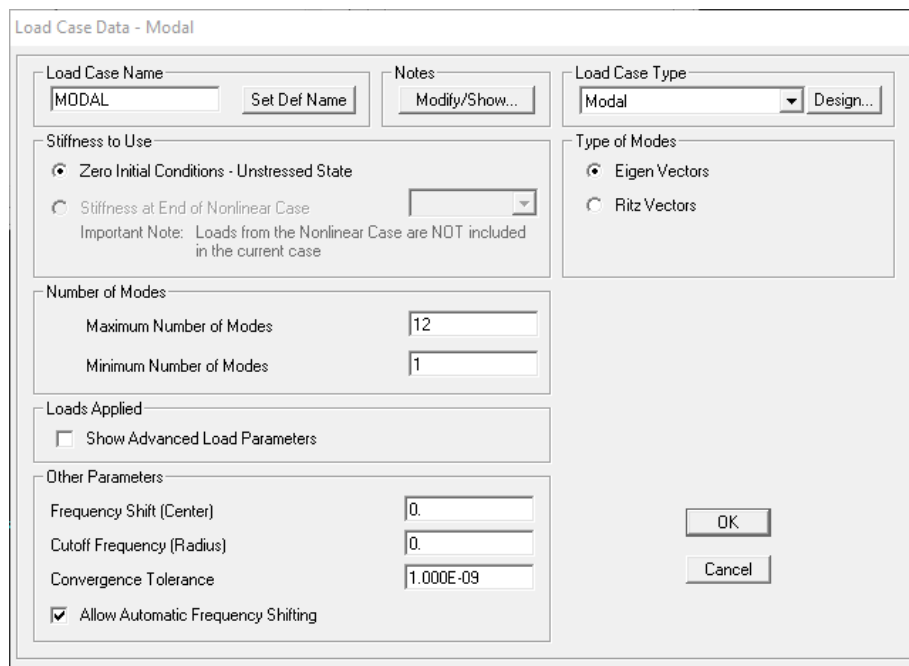 Load Case Data - Modal
Load Case Name
MODAL
Set Def Name
Notes
Modify/Show...
Load Case Type
Modal
Design...
Stiffness to Use
Zero Initial Conditions - Unstressed State
Stiffness at End of Nonlinear Case
Important Note: Loads from the Nonlinear Case are NOT included
in the current case
Type of Modes
Eigen Vectors
Ritz Vectors
Number of Modes
Maximum Number of Modes
12
Minimum Number of Modes
1
Loads Applied
Show Advanced Load Parameters
Other Parameters
Frequency Shift (Center)
0.
Cutoff Frequency (Radius)
0.
Convergence Tolerance
1.000E-09
Allow Automatic Frequency Shifting
OK
Cancel